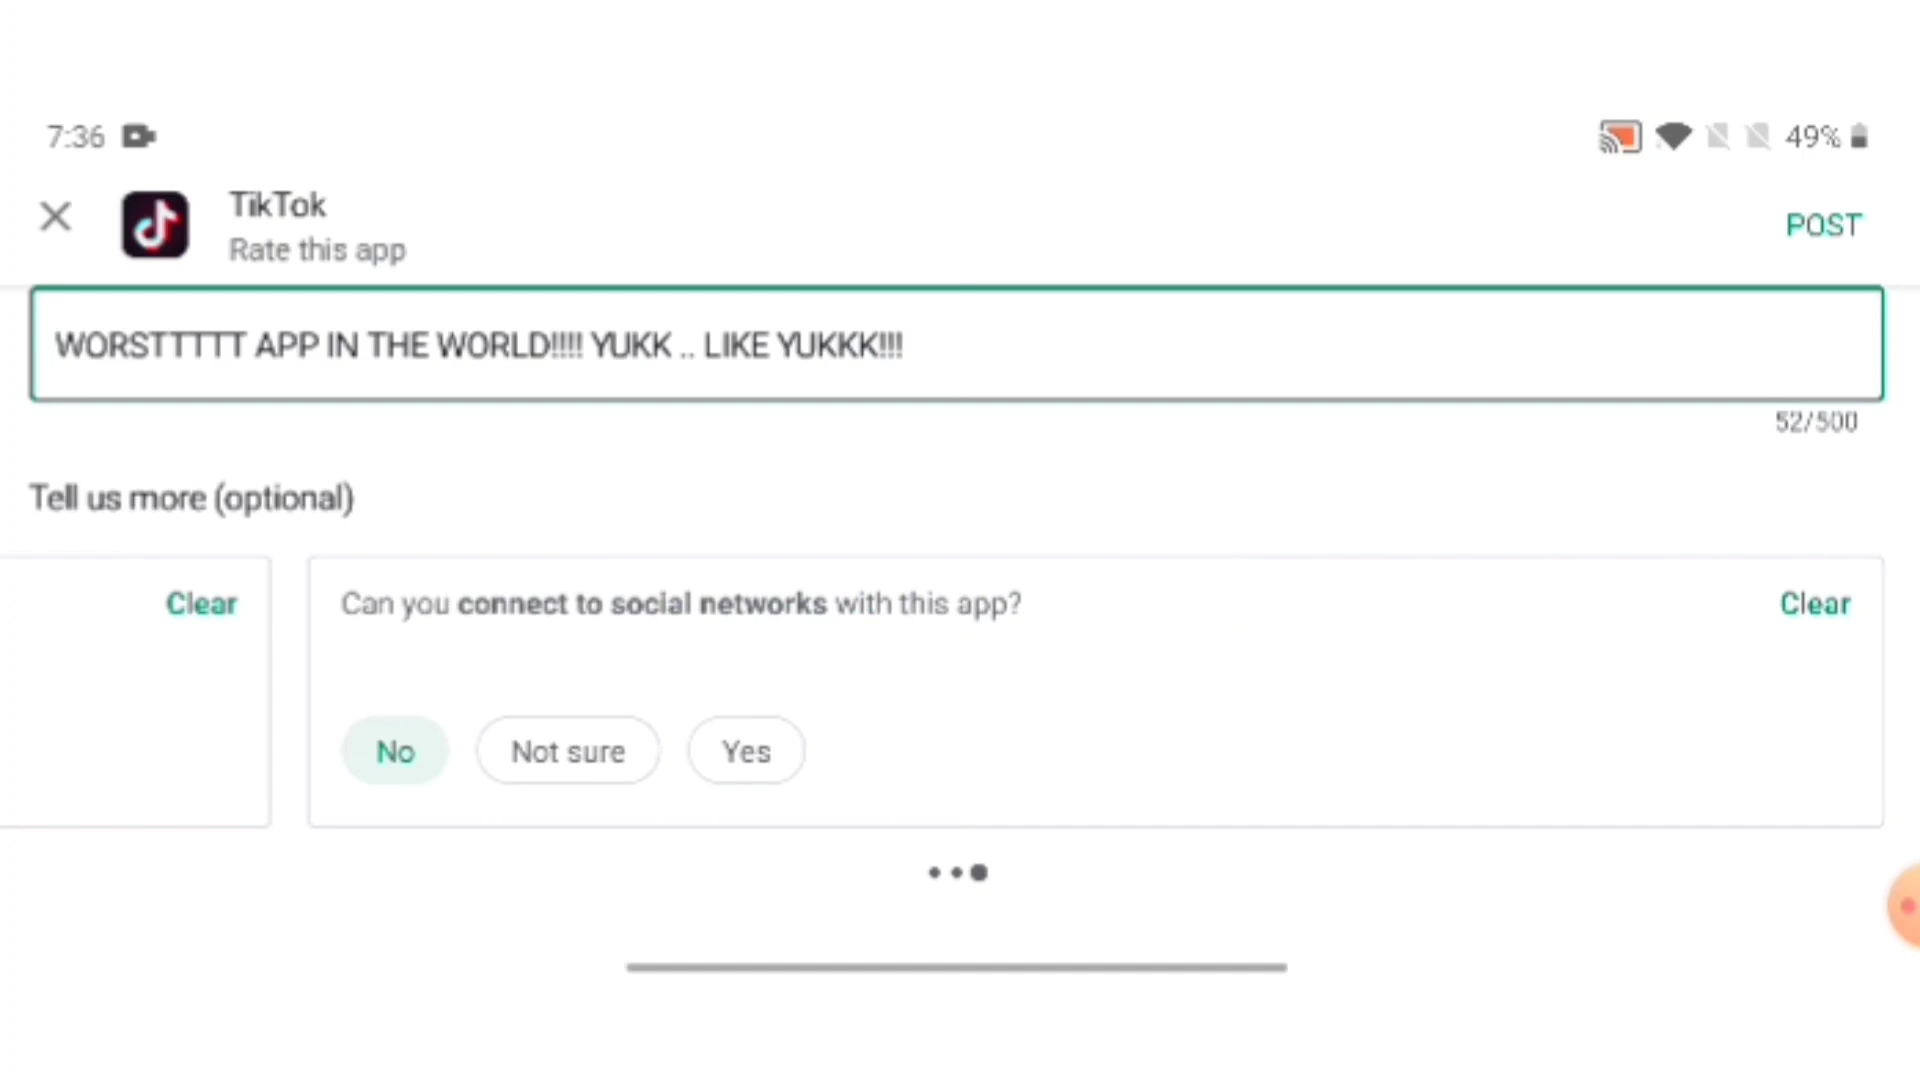 7:36
49%
TikTok
Rate this app
POST
WORSTTTTT APP IN THE WORLD!!!! YUKK .. LIKE YUKKK!!!
52/500
Tell us more (optional)
Clear
Can you connect to social networks with this app?
Clear
No
Not sure
Yes